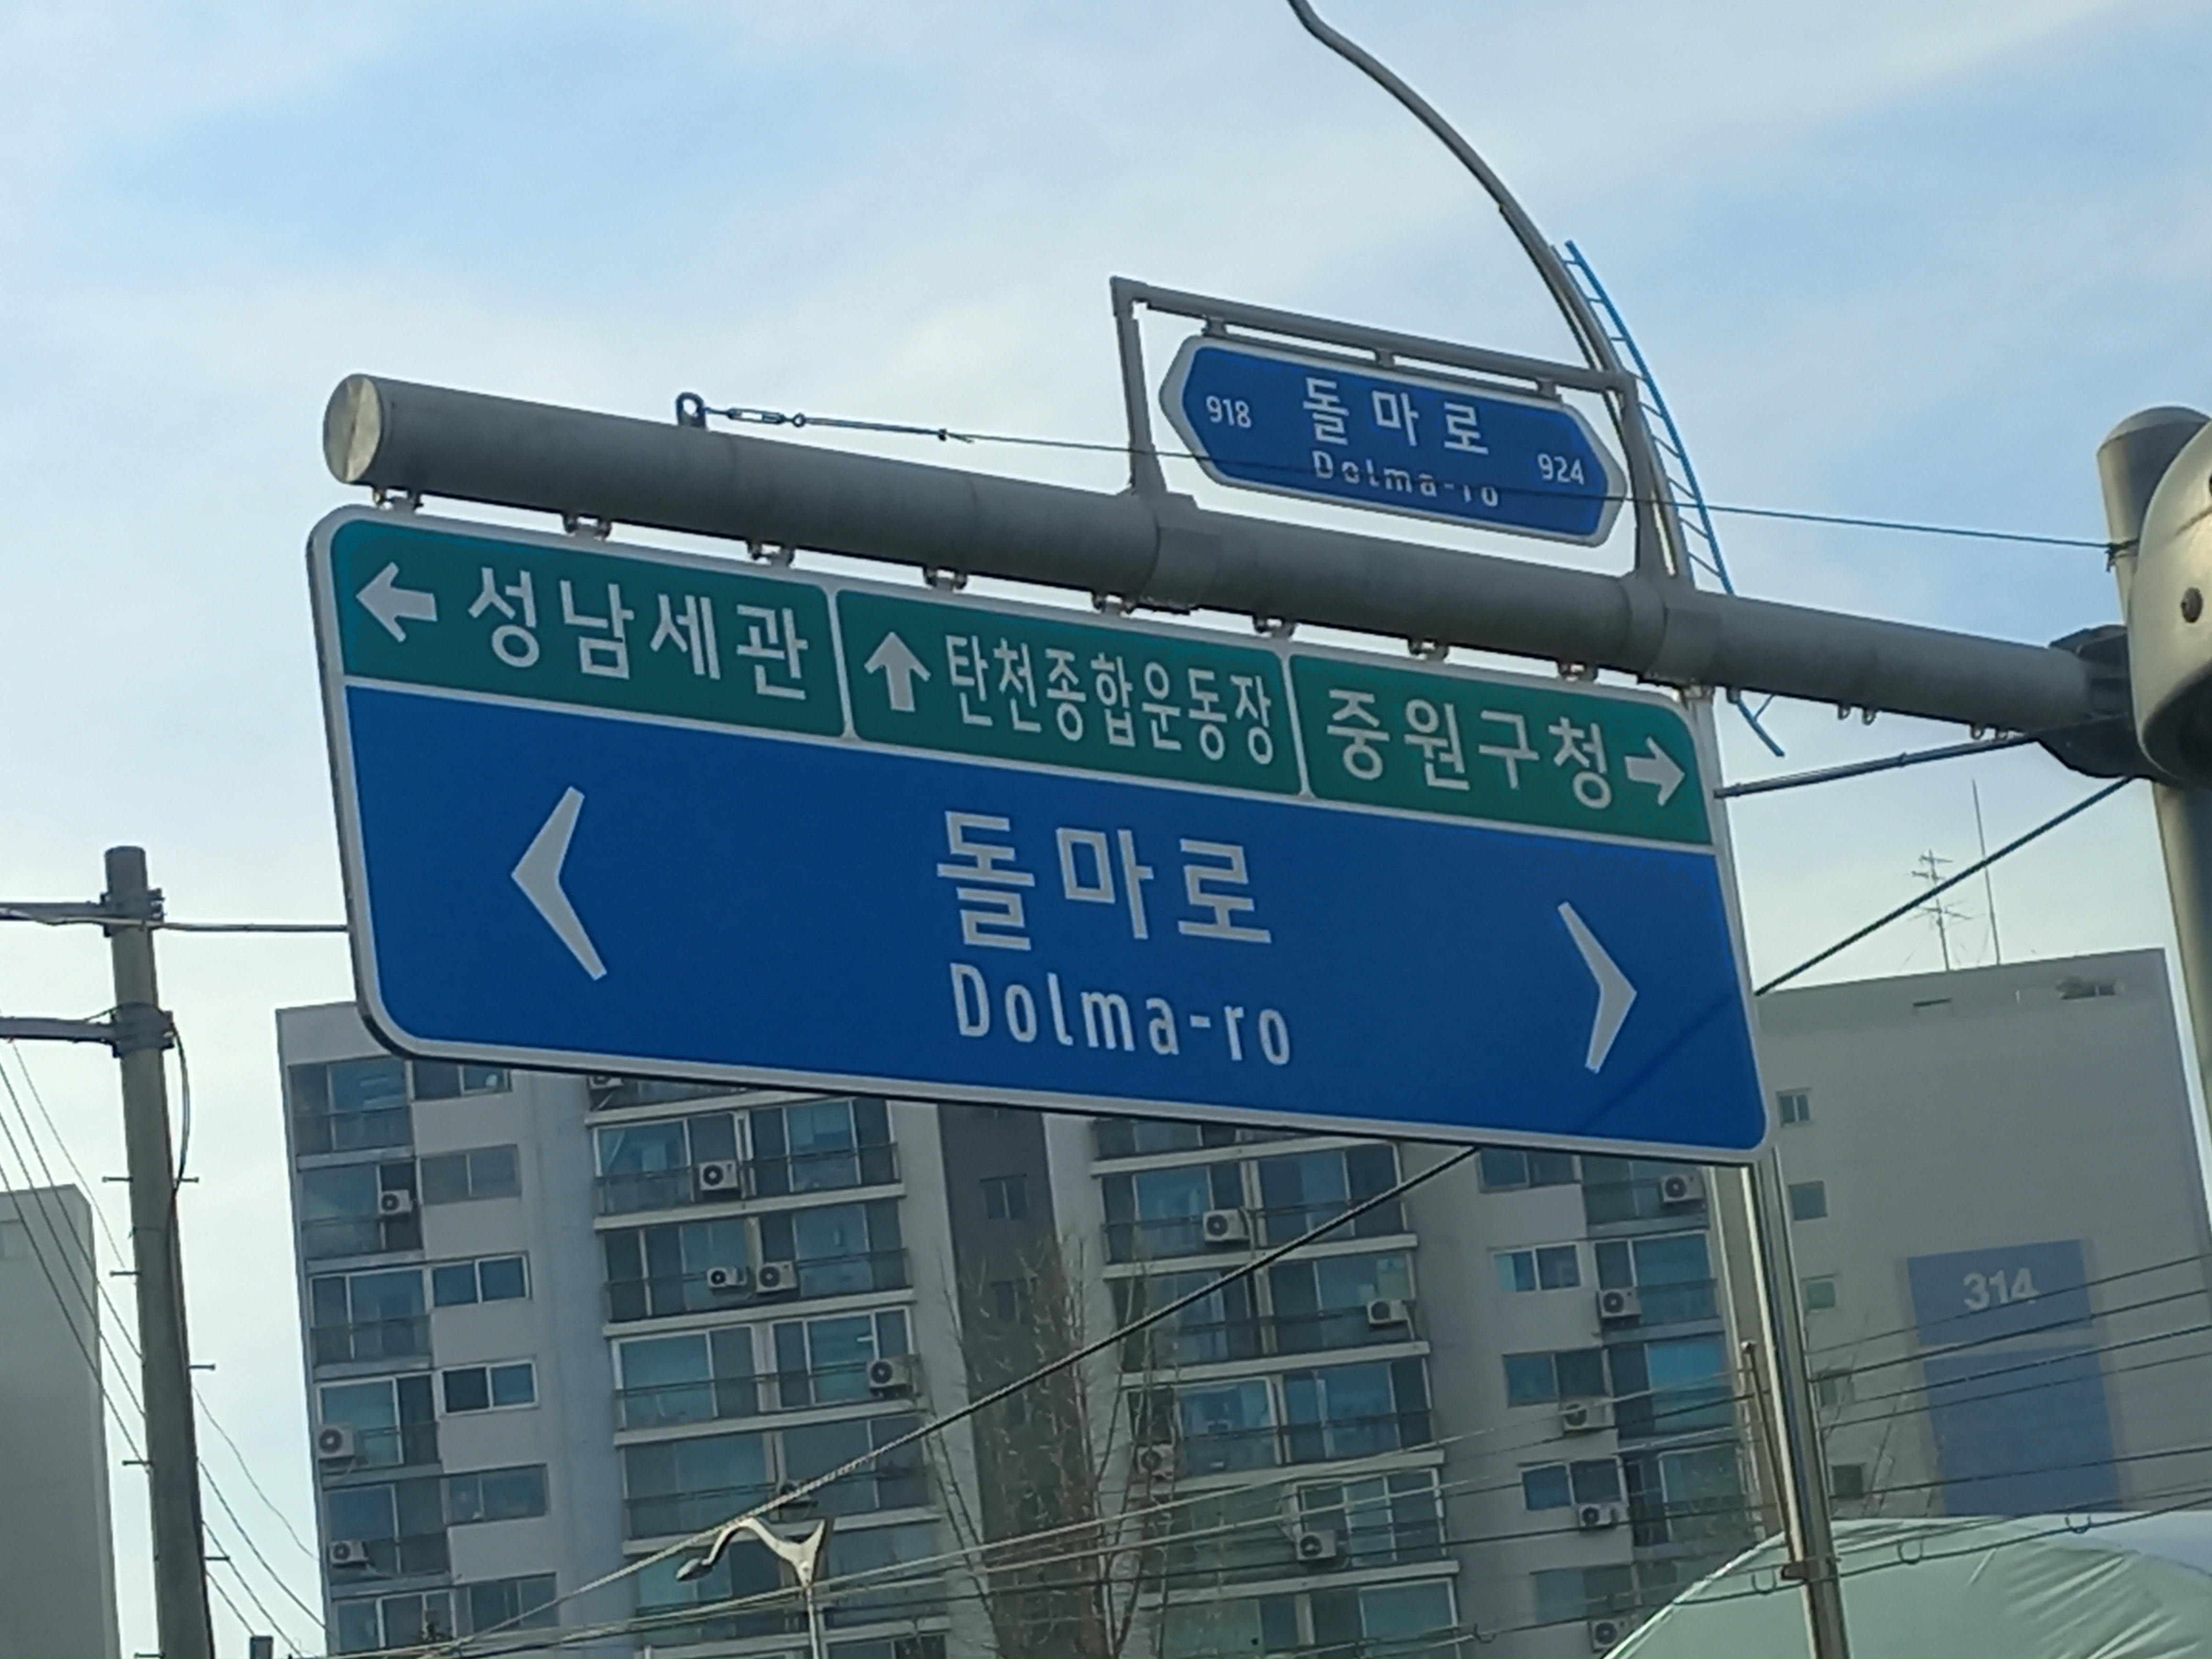 918 돌마로 924
Dolma-ro
← 성남세관 ↑ 탄천종합운동장 중원구청 →
돌마로
Dolma-ro
314